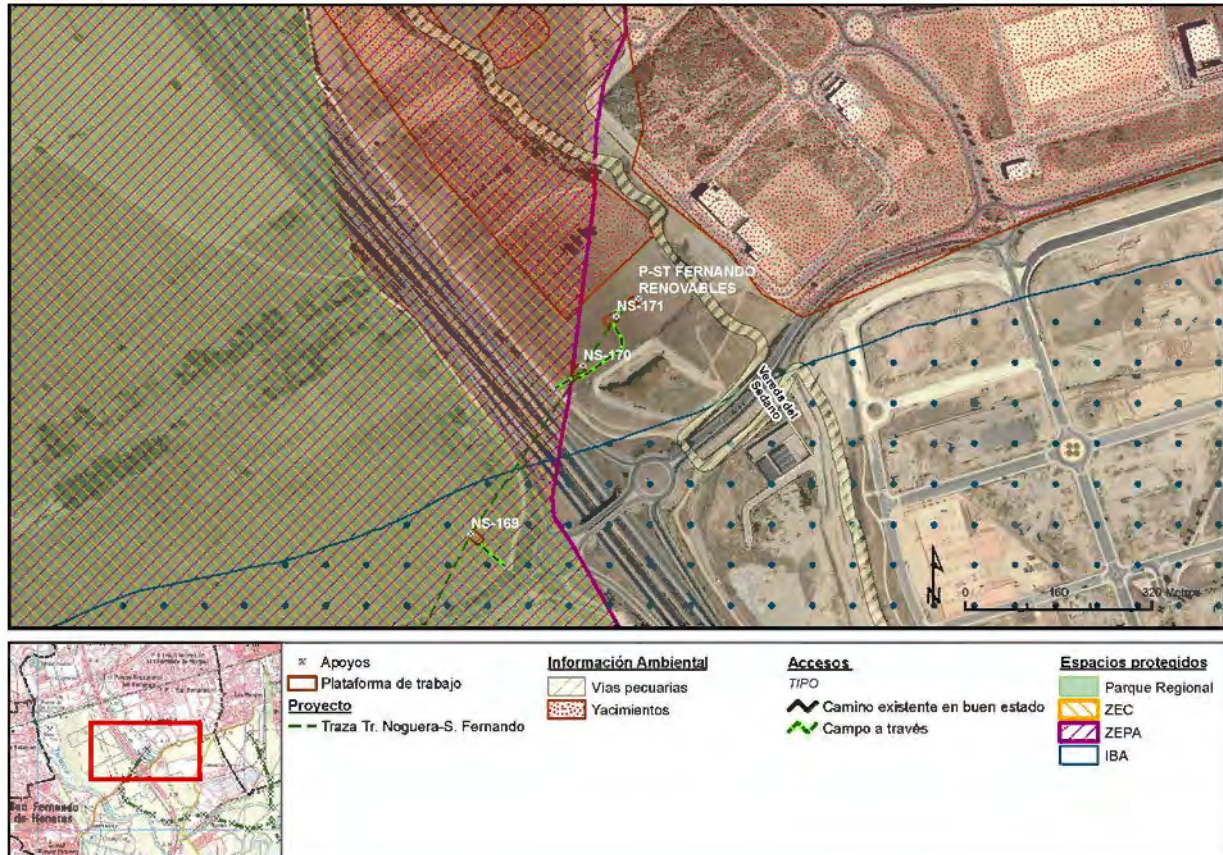 P-ST FERNANDO
RENOVABLES
NS-171
NS-170
Vereda del
Sedano
NS-169
N
0 160 320 Metros
San Fernando
de Henares
Apoyos
Plataforma de trabajo
Proyecto
Traza Tr. Noguera-S. Fernando
Información Ambiental
Vias pecuarias
Yacimientos
Accesos
TIPO
Camino existente en buen estado
Campo a través
Espacios protegidos
Parque Regional
ZEC
ZEPA
IBA